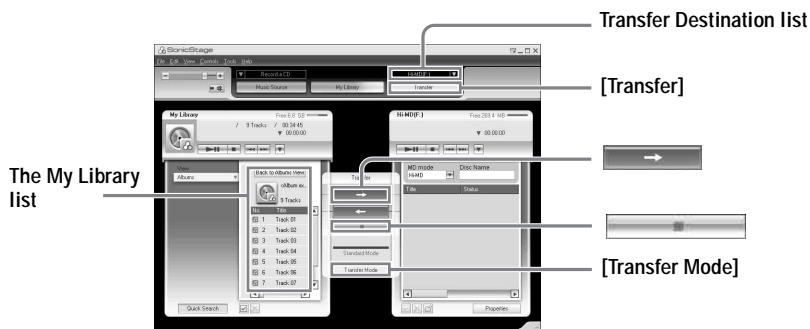 Transfer Destination list
SonicStage
File Edit View Controls Tools Help
Record a CD
Hi-MD(F:)
Music Source
My Library
Transfer
[Transfer]
My Library
Free:6.8 GB
/ 9 Tracks / 00:34:45
00:00:00
Hi-MD(F:)
Free:269.4 MB
00:00:00
View
Albums
Back to Albums View
<Album ex..
9 Tracks
No. Title
1 Track 01
2 Track 02
3 Track 03
4 Track 04
5 Track 05
6 Track 06
7 Track 07
Quick Search
The My Library
list
Transfer
Standard Mode
Transfer Mode
MD mode
Hi-MD
Disc Name
Title
Status
Properties
[Transfer Mode]